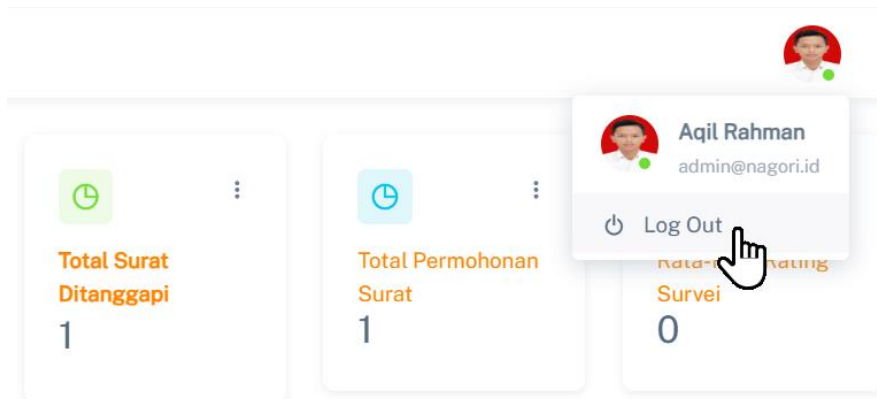 Aqil Rahman
admin@nagori.id
Log Out
Total Surat
Ditanggapi
1
Total Permohonan
Surat
1
Rating
Survei
0